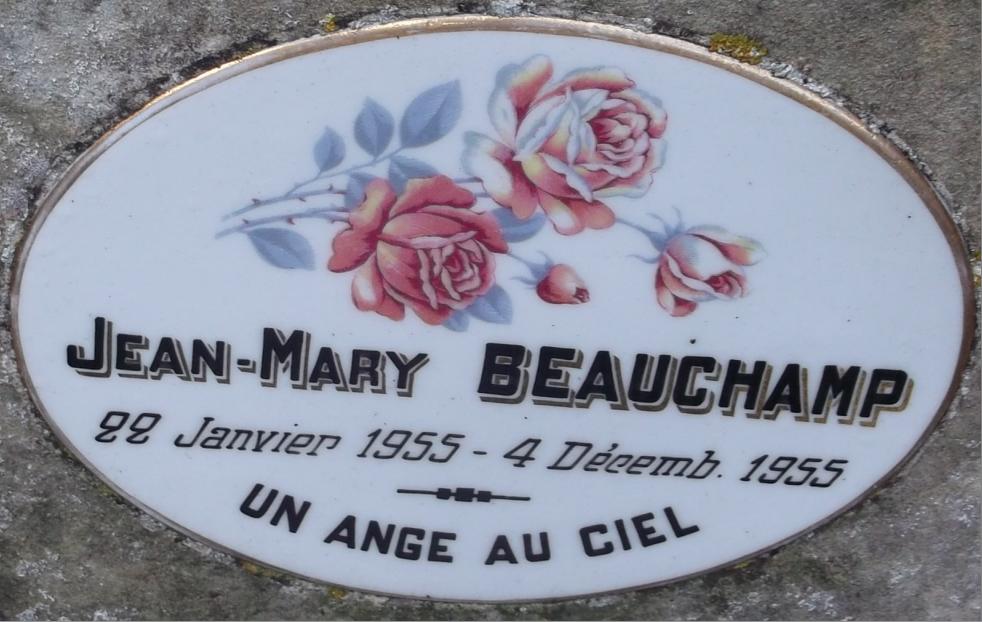 JEAN-MARY BEAUCHAMP
22 Janvier 1955 - 4 Décemb. 1955
UN ANGE AU CIEL